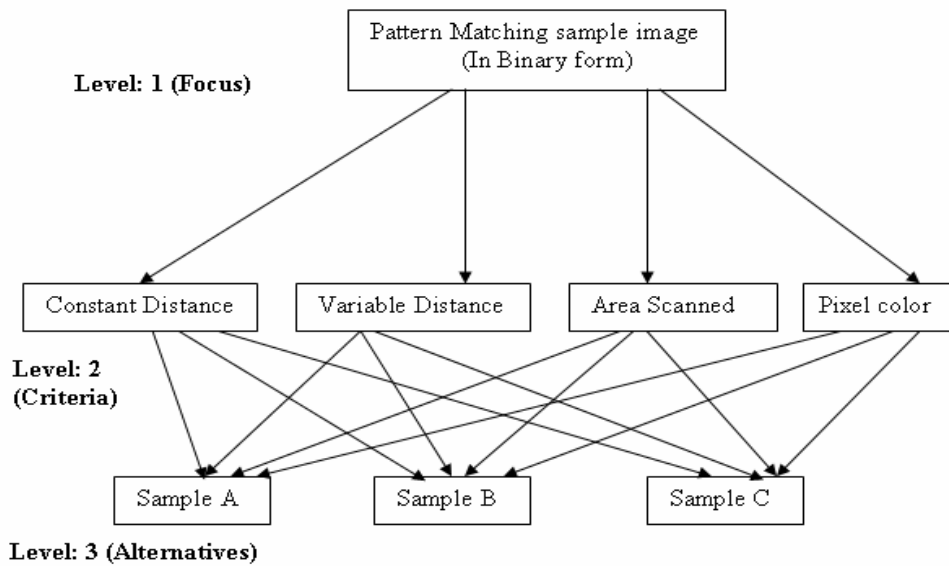 Pattern Matching sample image
(In Binary form)
Level: 1 (Focus)
Constant Distance
Variable Distance
Area Scanned
Pixel color
Level: 2
(Criteria)
Sample A
Sample B
Sample C
Level: 3 (Alternatives)